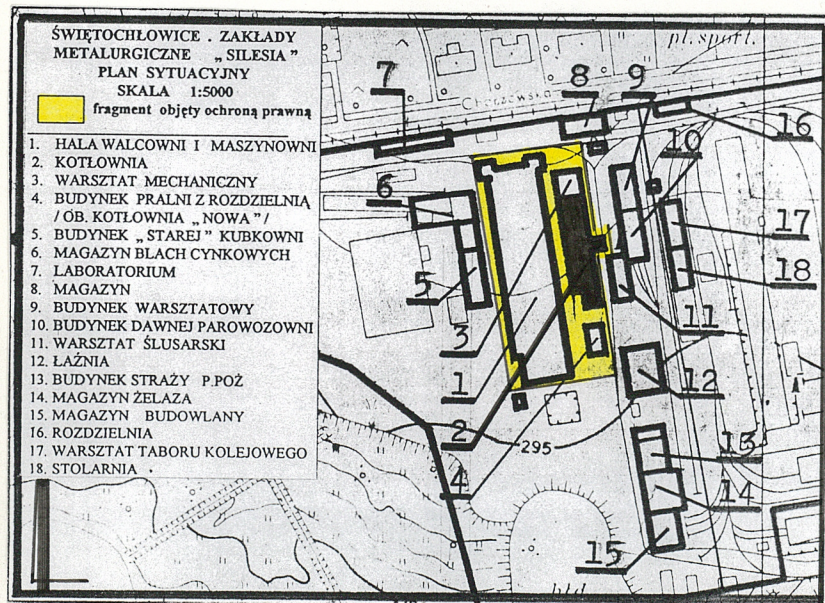 ŚWIĘTOCHŁOWICE . ZAKŁADY
METALURGICZNE „SILESIA”
PLAN SYTUACYJNY
SKALA 1:5000
fragment objęty ochroną prawną
1. HALA WALCOWNI I MASZYNOWNI
2. KOTŁOWNIA
3. WARSZTAT MECHANICZNY
4. BUDYNEK PRALNI Z ROZDZIELNIĄ
/ OB. KOTŁOWNIA „NOWA” /
5. BUDYNEK „STAREJ” KUBKOWNI
6. MAGAZYN BLACH CYNKOWYCH
7. LABORATORIUM
8. MAGAZYN
9. BUDYNEK WARSZTATOWY
10. BUDYNEK DAWNEJ PAROWOZOWNI
11. WARSZTAT ŚLUSARSKI
12. ŁAŹNIA
13. BUDYNEK STRAŻY P.POŻ
14. MAGAZYN ŻELAZA
15. MAGAZYN BUDOWLANY
16. ROZDZIELNIA
17. WARSZTAT TABORU KOLEJOWEGO
18. STOLARNIA
pl. sport.
7
8
9
16
10
6
17
5
18
3
11
1
12
2
295
13
4
14
15